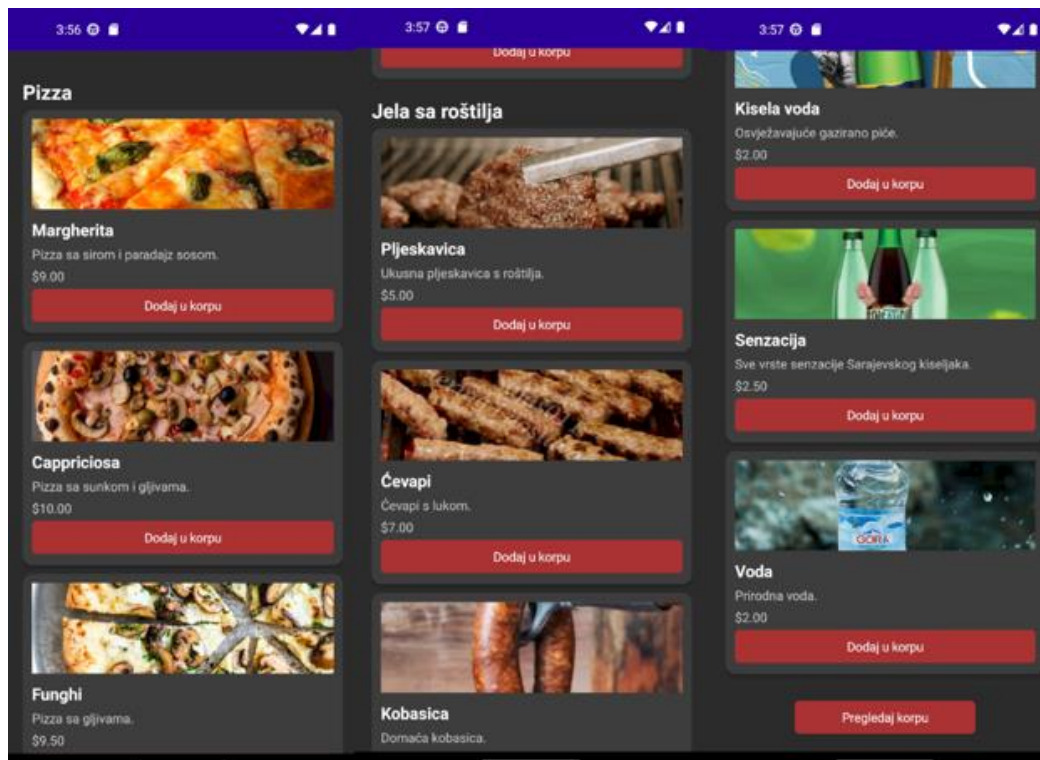 3:56
Pizza
Margherita
Pizza sa sirom i paradajz sosom.
$9.00
Dodaj u korpu
Cappriciosa
Pizza sa sunkom i gljivama.
$10.00
Dodaj u korpu
Funghi
Pizza sa gljivama.
$9.50
3:57
Dodaj u korpu
Jela sa roštilja
Pljeskavica
Ukusna pljeskavica s roštilja.
$5.00
Dodaj u korpu
Ćevapi
Ćevapi s lukom.
$7.00
Dodaj u korpu
Kobasica
Domaća kobasica.
3:57
Kisela voda
Osvježavajuće gazirano piće.
$2.00
Dodaj u korpu
Senzacija
Sve vrste senzacije Sarajevskog kiseljaka.
$2.50
Dodaj u korpu
GORA
Voda
Prirodna voda.
$2.00
Dodaj u korpu
Pregledaj korpu